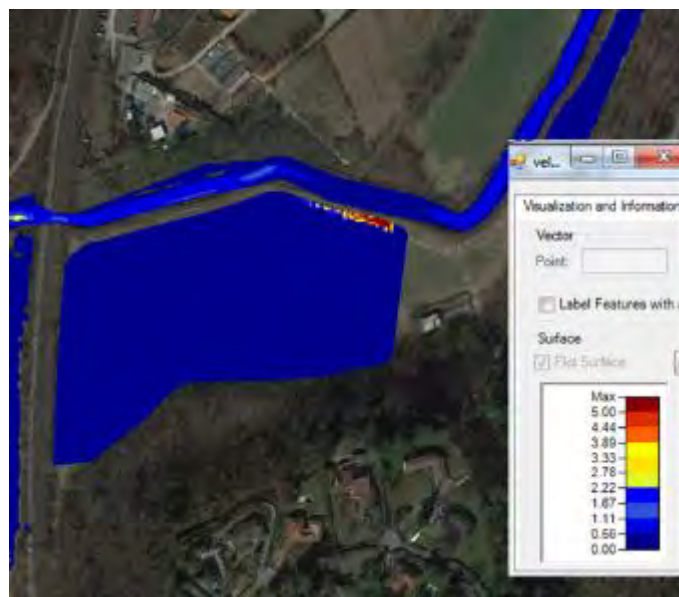 vel...
Visualization and Information
Vector
Point:
Label Features with
Surface
Plot Surface
Max
5.00
4.44
3.89
3.33
2.78
2.22
1.67
1.11
0.56
0.00